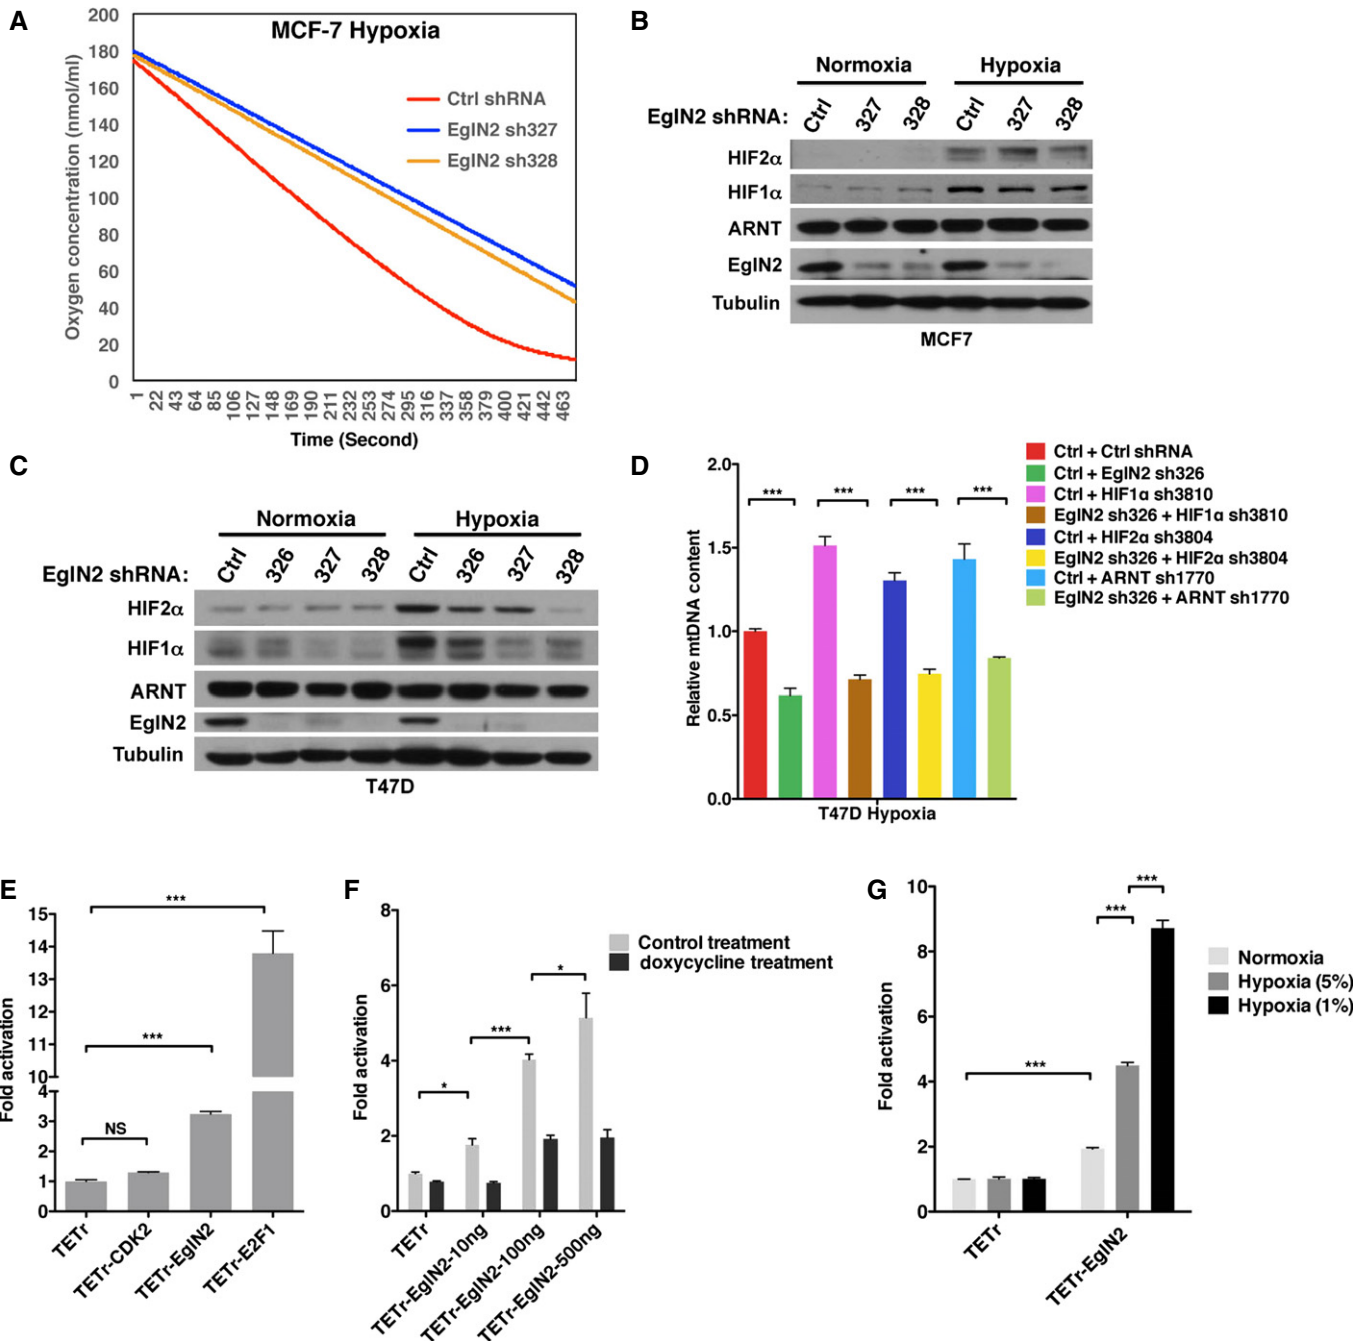 A
MCF-7 Hypoxia
Oxygen concentration (nmol/ml)
200
180
160
140
120
100
80
60
40
20
0
Ctrl shRNA
EglN2 sh327
EglN2 sh328
1 22 43 64 85 106 127 148 169 190 211 232 253 274 295 316 337 358 379 400 421 442 463
Time (Second)
B
Normoxia Hypoxia
EglN2 shRNA: Ctrl 327 328 Ctrl 327 328
HIF2α
HIF1α
ARNT
EglN2
Tubulin
MCF7
C
Normoxia Hypoxia
EglN2 shRNA: Ctrl 326 327 328 Ctrl 326 327 328
HIF2α
HIF1α
ARNT
EglN2
Tubulin
T47D
D
Relative mtDNA content
2.0
1.5
1.0
0.5
0.0
*** *** *** ***
T47D Hypoxia
Ctrl + Ctrl shRNA
Ctrl + EglN2 sh326
Ctrl + HIF1α sh3810
EglN2 sh326 + HIF1α sh3810
Ctrl + HIF2α sh3804
EglN2 sh326 + HIF2α sh3804
Ctrl + ARNT sh1770
EglN2 sh326 + ARNT sh1770
E
Fold activation
15
14
13
12
11
10
4
3
2
1
0
***
***
NS
TETr TETr-CDK2 TETr-EglN2 TETr-E2F1
F
Fold activation
8
6
4
2
0
*
***
*
Control treatment
doxycycline treatment
TETr TETr-EglN2-10ng TETr-EglN2-100ng TETr-EglN2-500ng
G
Fold activation
10
8
6
4
2
0
***
***
***
Normoxia
Hypoxia (5%)
Hypoxia (1%)
TETr TETr-EglN2